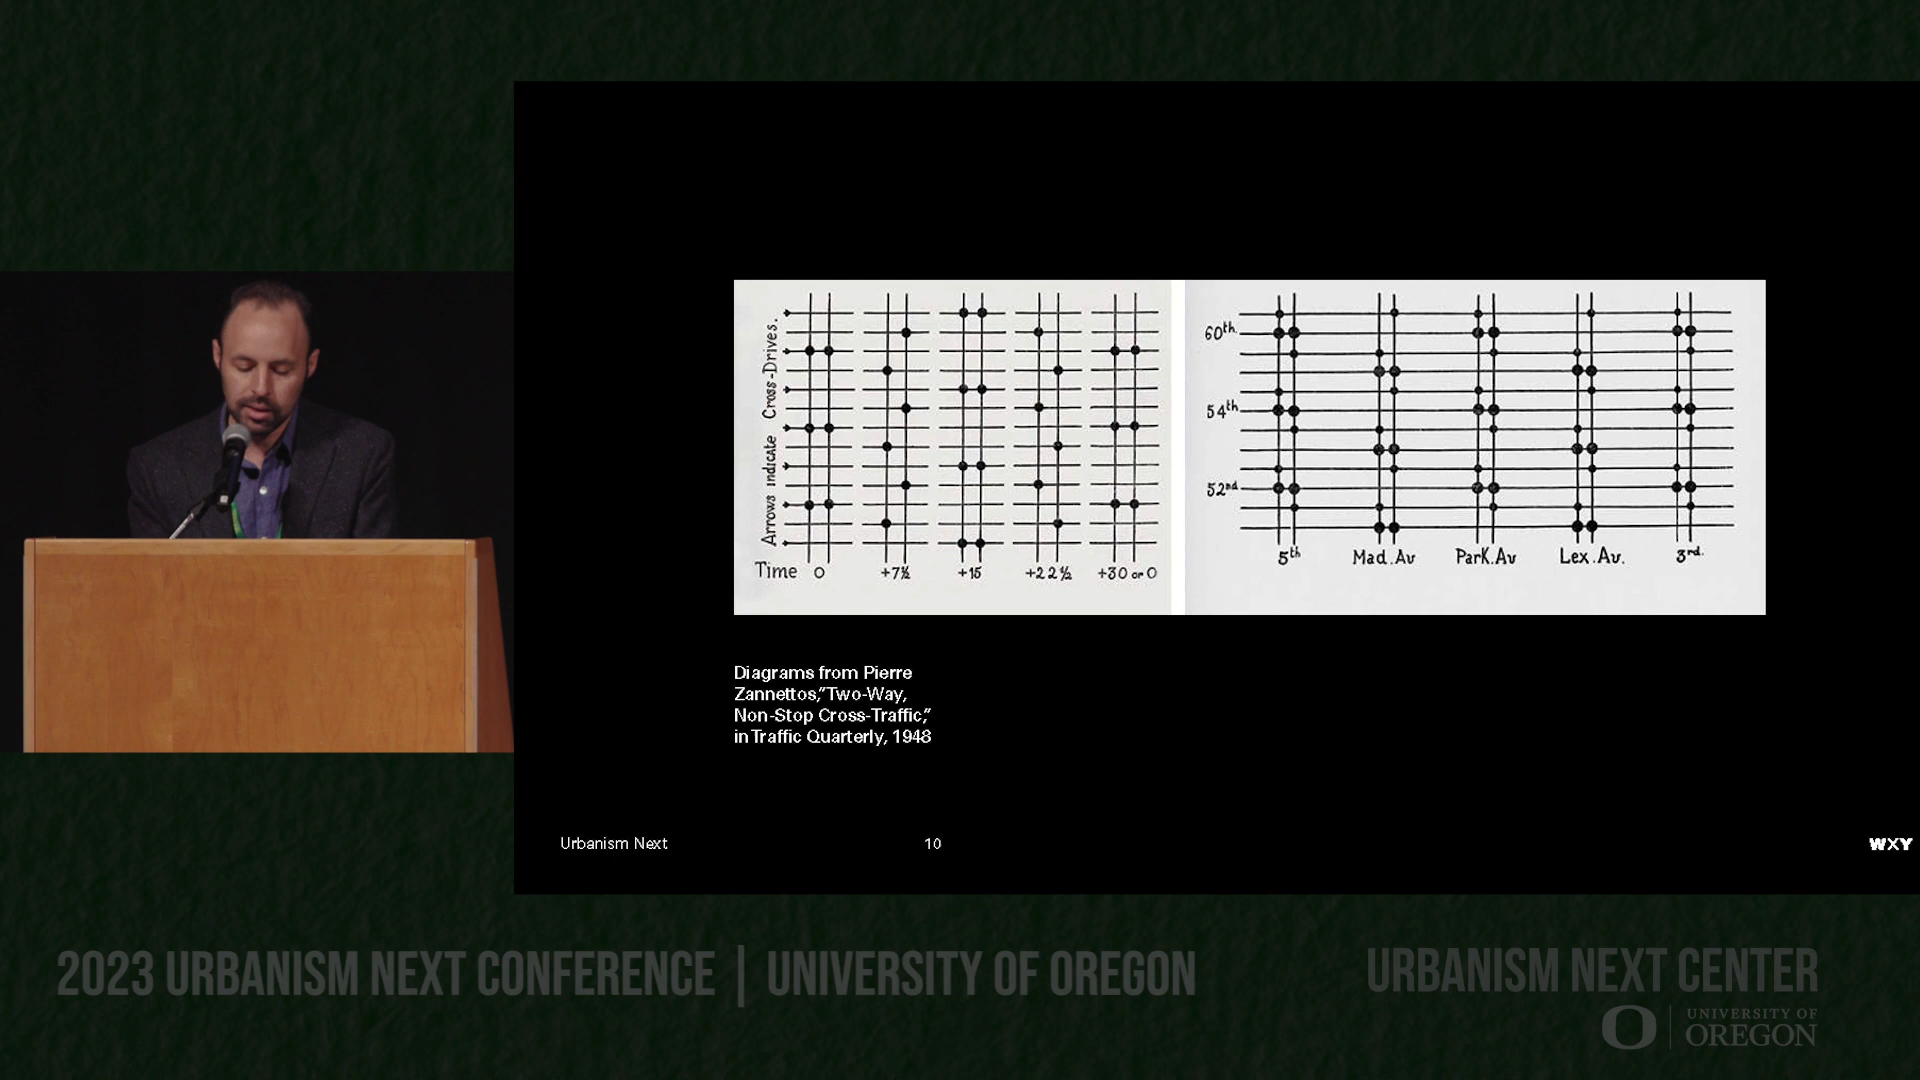 Arrows indicate Cross-Drives.
Time 0 +7½ +15 +22½ +30 or 0
60th.
54th
52nd
5th Mad.Av Park.Av Lex.Av. 3rd.
Diagrams from Pierre
Zannettos,"Two-Way,
Non-Stop Cross-Traffic,"
in Traffic Quarterly, 1948
Urbanism Next 10 WXY
2023 URBANISM NEXT CONFERENCE | UNIVERSITY OF OREGON
URBANISM NEXT CENTER
O UNIVERSITY OF
OREGON